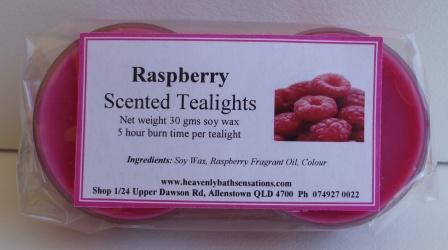 Raspberry
Scented Tealights
Net weight 30 gms soy wax
5 hour burn time per tealight
Ingredients: Soy Wax, Raspberry Fragrant Oil, Colour
www.heavenlybathsensations.com
Shop 1/24 Upper Dawson Rd, Allenstown QLD 4700 Ph 074927 0022